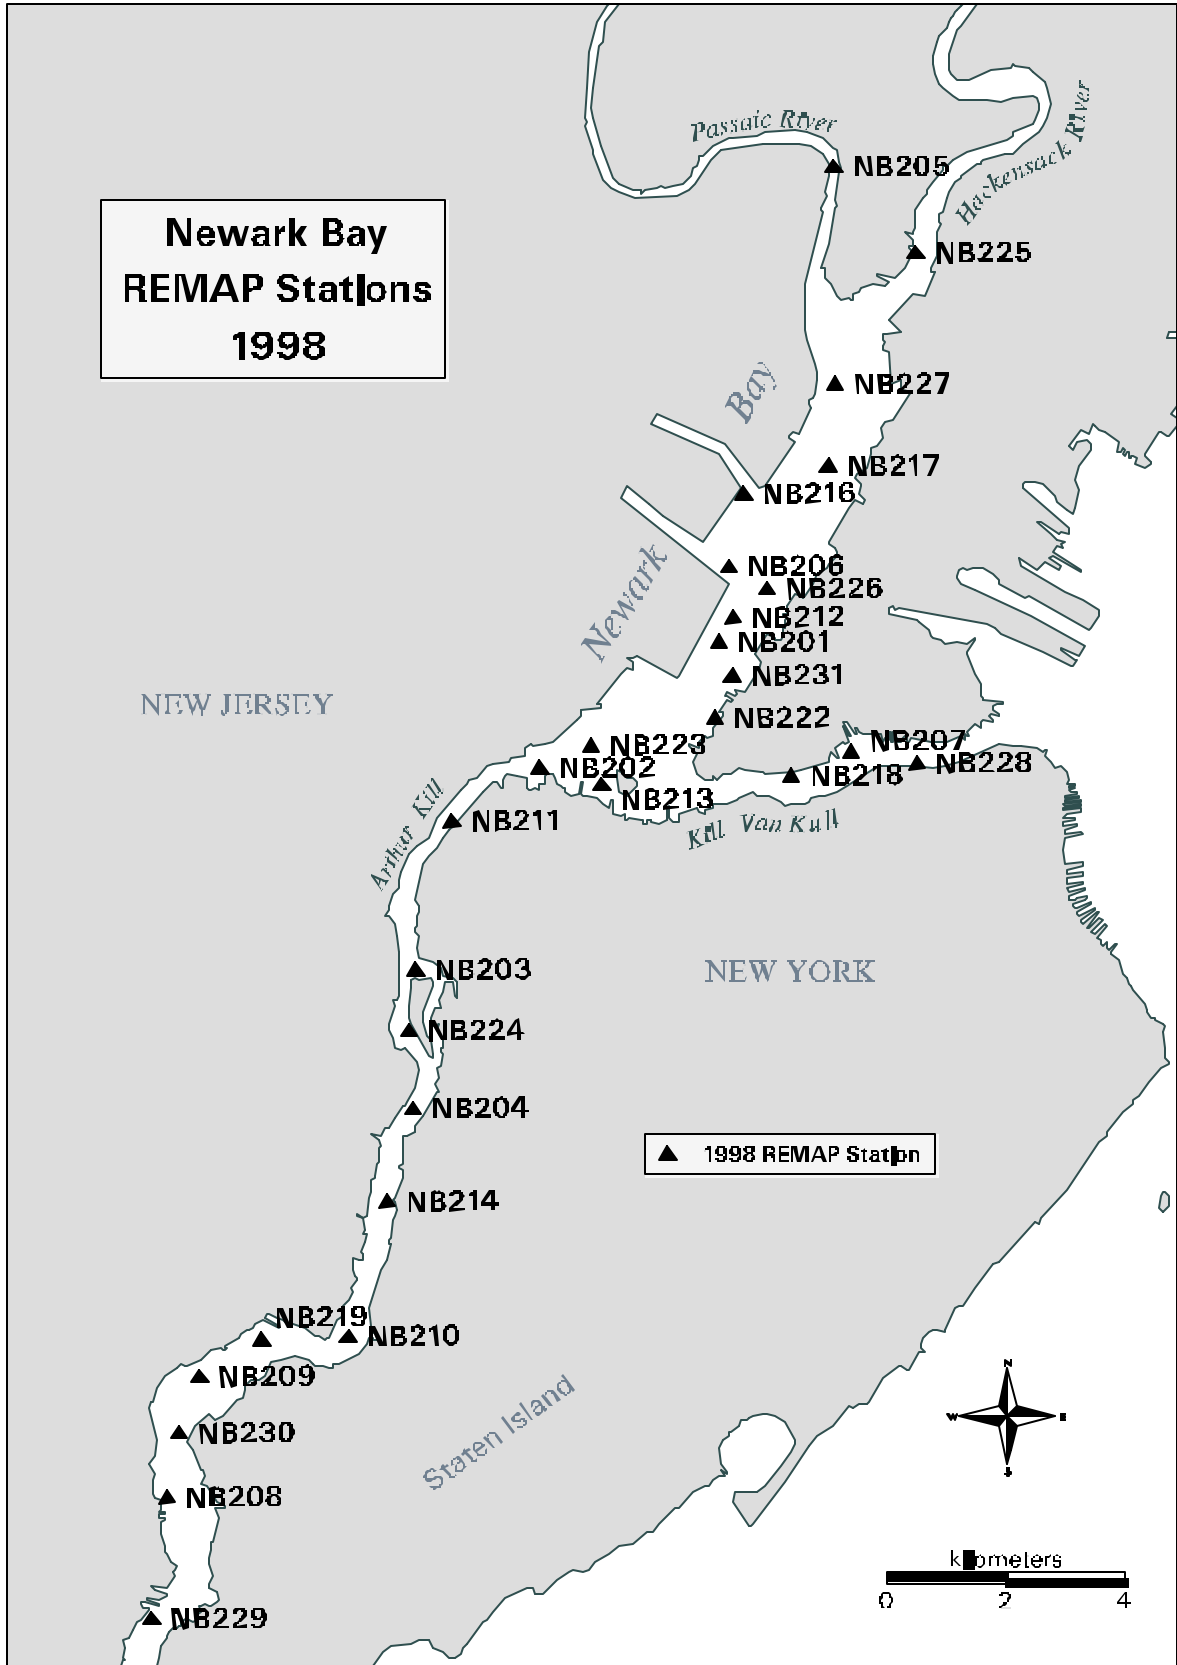 Passaic River
Hackensack River
NB205
Newark Bay
REMAP Stations
1998
NB225
Bay
NB227
NB217
NB216
Newark
NB206
NB226
NB212
NB201
NB231
NEW JERSEY
NB222
NB223
NB207
NB202
NB228
NB218
NB213
Arthur Kill
NB211
Kill Van Kull
NB203
NEW YORK
NB224
NB204
1998 REMAP Station
NB214
NB219
NB210
NB209
Staten Island
N
W
E
S
NB230
NB208
kilometers
0 2 4
NB229